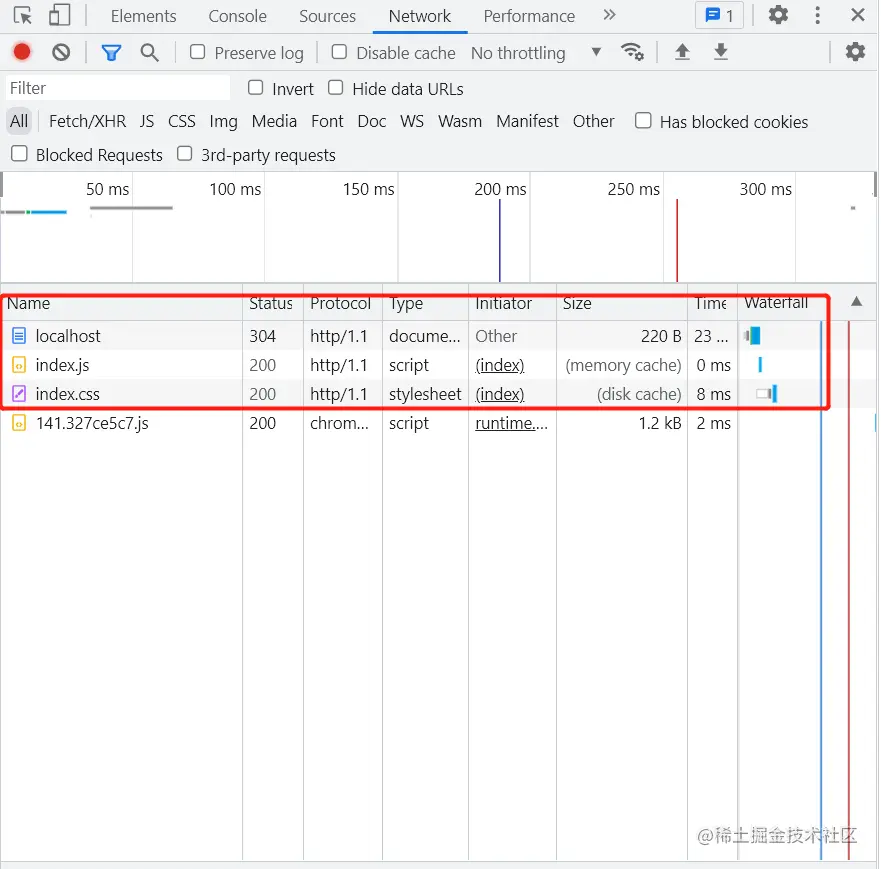 Elements Console Sources Network Performance 1
Preserve log Disable cache No throttling
Filter Invert Hide data URLs
All Fetch/XHR JS CSS Img Media Font Doc WS Wasm Manifest Other Has blocked cookies
Blocked Requests 3rd-party requests
50 ms 100 ms 150 ms 200 ms 250 ms 300 ms
Name Status Protocol Type Initiator Size Time Waterfall
localhost 304 http/1.1 docume... Other 220 B 23 ...
index.js 200 http/1.1 script (index) (memory cache) 0 ms
index.css 200 http/1.1 stylesheet (index) (disk cache) 8 ms
141.327ce5c7.js 200 chrom... script runtime.... 1.2 kB 2 ms
@稀土掘金技术社区